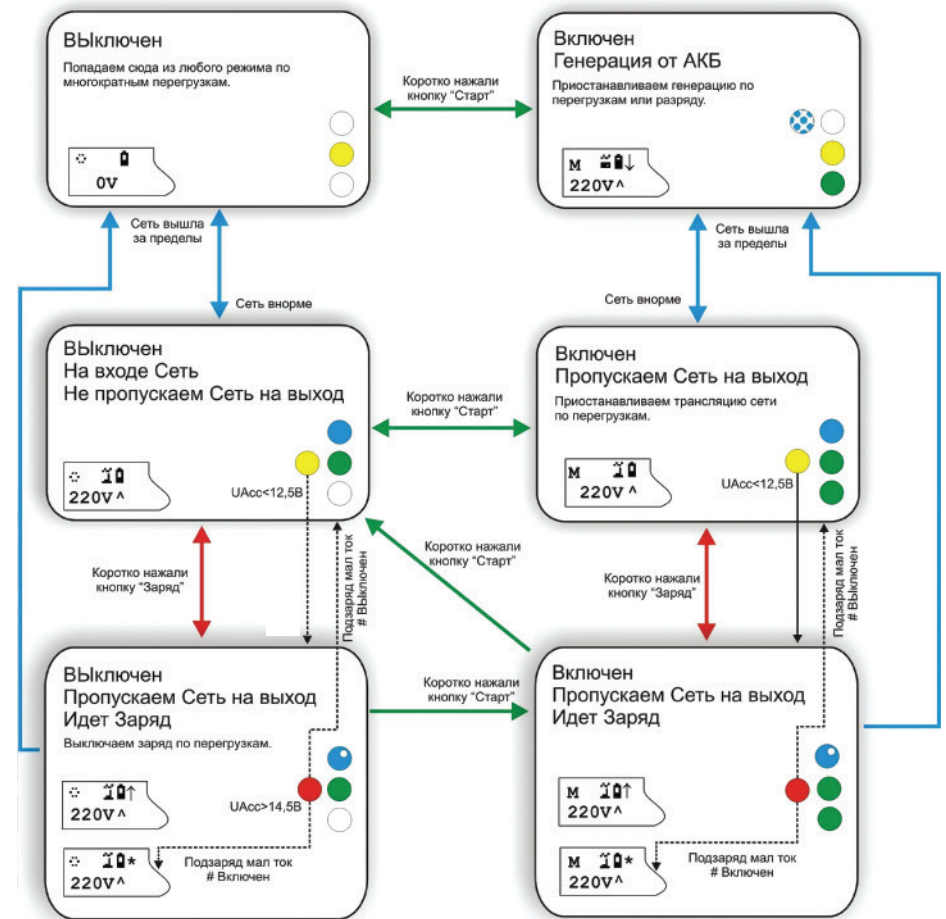 ВЫключен
Попадаем сюда из любого режима по
многократным перегрузкам.
0V
Коротко нажали
кнопку “Старт”
Включен
Генерация от АКБ
Приостанавливаем генерацию по
перегрузкам или разряду.
M
220V^
Сеть вышла
за пределы
Сеть внорме
Сеть вышла
за пределы
Сеть внорме
ВЫключен
На входе Сеть
Не пропускаем Сеть на выход
220V ^
UAcc<12,5В
Коротко нажали
кнопку “Старт”
Включен
Пропускаем Сеть на выход
Приостанавливаем трансляцию сети
по перегрузкам.
M
220V ^
UAcc<12,5В
Коротко нажали
кнопку “Заряд”
Подзаряд мал ток
# ВЫключен
Коротко нажали
кнопку “Старт”
Коротко нажали
кнопку “Заряд”
Подзаряд мал ток
# ВЫключен
ВЫключен
Пропускаем Сеть на выход
Идет Заряд
Выключаем заряд по перегрузкам.
↑
220V^
UAcc>14,5В
*
220V^
Подзаряд мал ток
# Включен
Коротко нажали
кнопку “Старт”
Включен
Пропускаем Сеть на выход
Идет Заряд
M ↑
220V^
M *
220V^
Подзаряд мал ток
# Включен